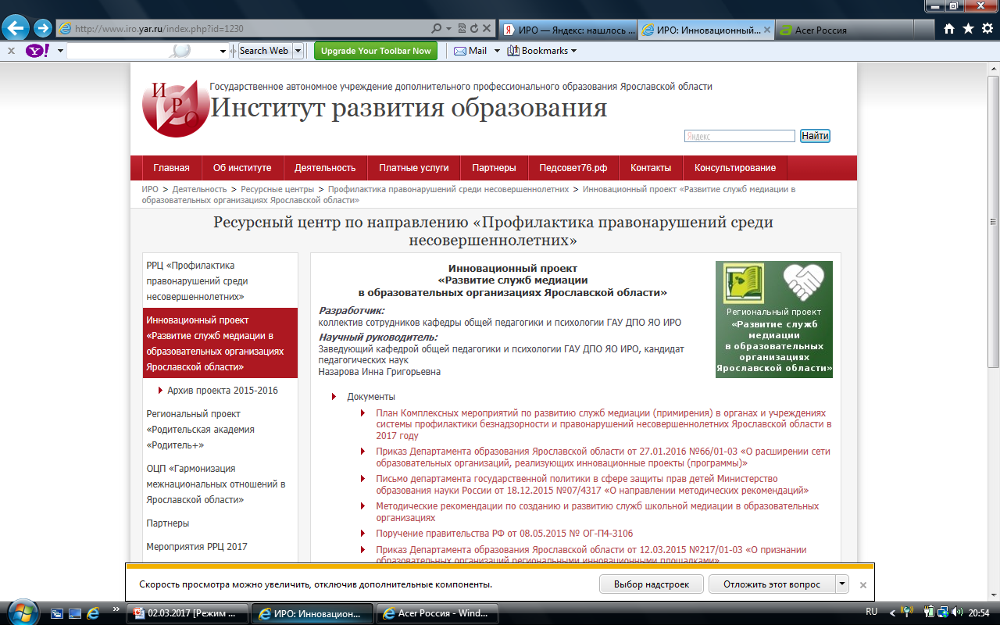 http://www.iro.yar.ru/index.php?id=1230
ИРО — Яндекс: нашлось ...
ИРО: Инновационный...
Acer Россия
Search Web
Upgrade Your Toolbar Now
Mail
Bookmarks
И Р О
Государственное автономное учреждение дополнительного профессионального образования Ярославской области
Институт развития образования
Яндекс
Найти
Главная
Об институте
Деятельность
Платные услуги
Партнеры
Педсовет76.рф
Контакты
Консультирование
ИРО > Деятельность > Ресурсные центры > Профилактика правонарушений среди несовершеннолетних > Инновационный проект «Развитие служб медиации в
образовательных организациях Ярославской области»
Ресурсный центр по направлению «Профилактика правонарушений среди
несовершеннолетних»
РРЦ «Профилактика
правонарушений среди
несовершеннолетних»
Инновационный проект
«Развитие служб медиации в
образовательных организациях
Ярославской области»
Архив проекта 2015-2016
Региональный проект
«Родительская академия
«Родитель+»
ОЦП «Гармонизация
межнациональных отношений в
Ярославской области»
Партнеры
Мероприятия РРЦ 2017
Инновационный проект
«Развитие служб медиации
в образовательных организациях Ярославской области»
Разработчик:
коллектив сотрудников кафедры общей педагогики и психологии ГАУ ДПО ЯО ИРО
Научный руководитель:
Заведующий кафедрой общей педагогики и психологии ГАУ ДПО ЯО ИРО, кандидат
педагогических наук
Назарова Инна Григорьевна
Региональный проект
«Развитие служб
медиации
в образовательных
организациях
Ярославской области»
Документы
План Комплексных мероприятий по развитию служб медиации (примирения) в органах и учреждениях
системы профилактики безнадзорности и правонарушений несовершеннолетних Ярославской области в
2017 году
Приказ Департамента образования Ярославской области от 27.01.2016 №66/01-03 «О расширении сети
образовательных организаций, реализующих инновационные проекты (программы)»
Письмо департамента государственной политики в сфере защиты прав детей Министерство
образования науки России от 18.12.2015 №07/4317 «О направлении методических рекомендаций»
Методические рекомендации по созданию и развитию служб школьной медиации в образовательных
организациях
Поручение правительства РФ от 08.05.2015 № ОГ-П4-3106
Приказ Департамента образования Ярославской области от 12.03.2015 №217/01-03 «О признании
образовательных организаций региональными инновационными площадками»
Скорость просмотра можно увеличить, отключив дополнительные компоненты.
Выбор надстроек
Отложить этот вопрос
02.03.2017 [Режим ...
ИРО: Инновацион...
Acer Россия - Wind...
RU
20:54